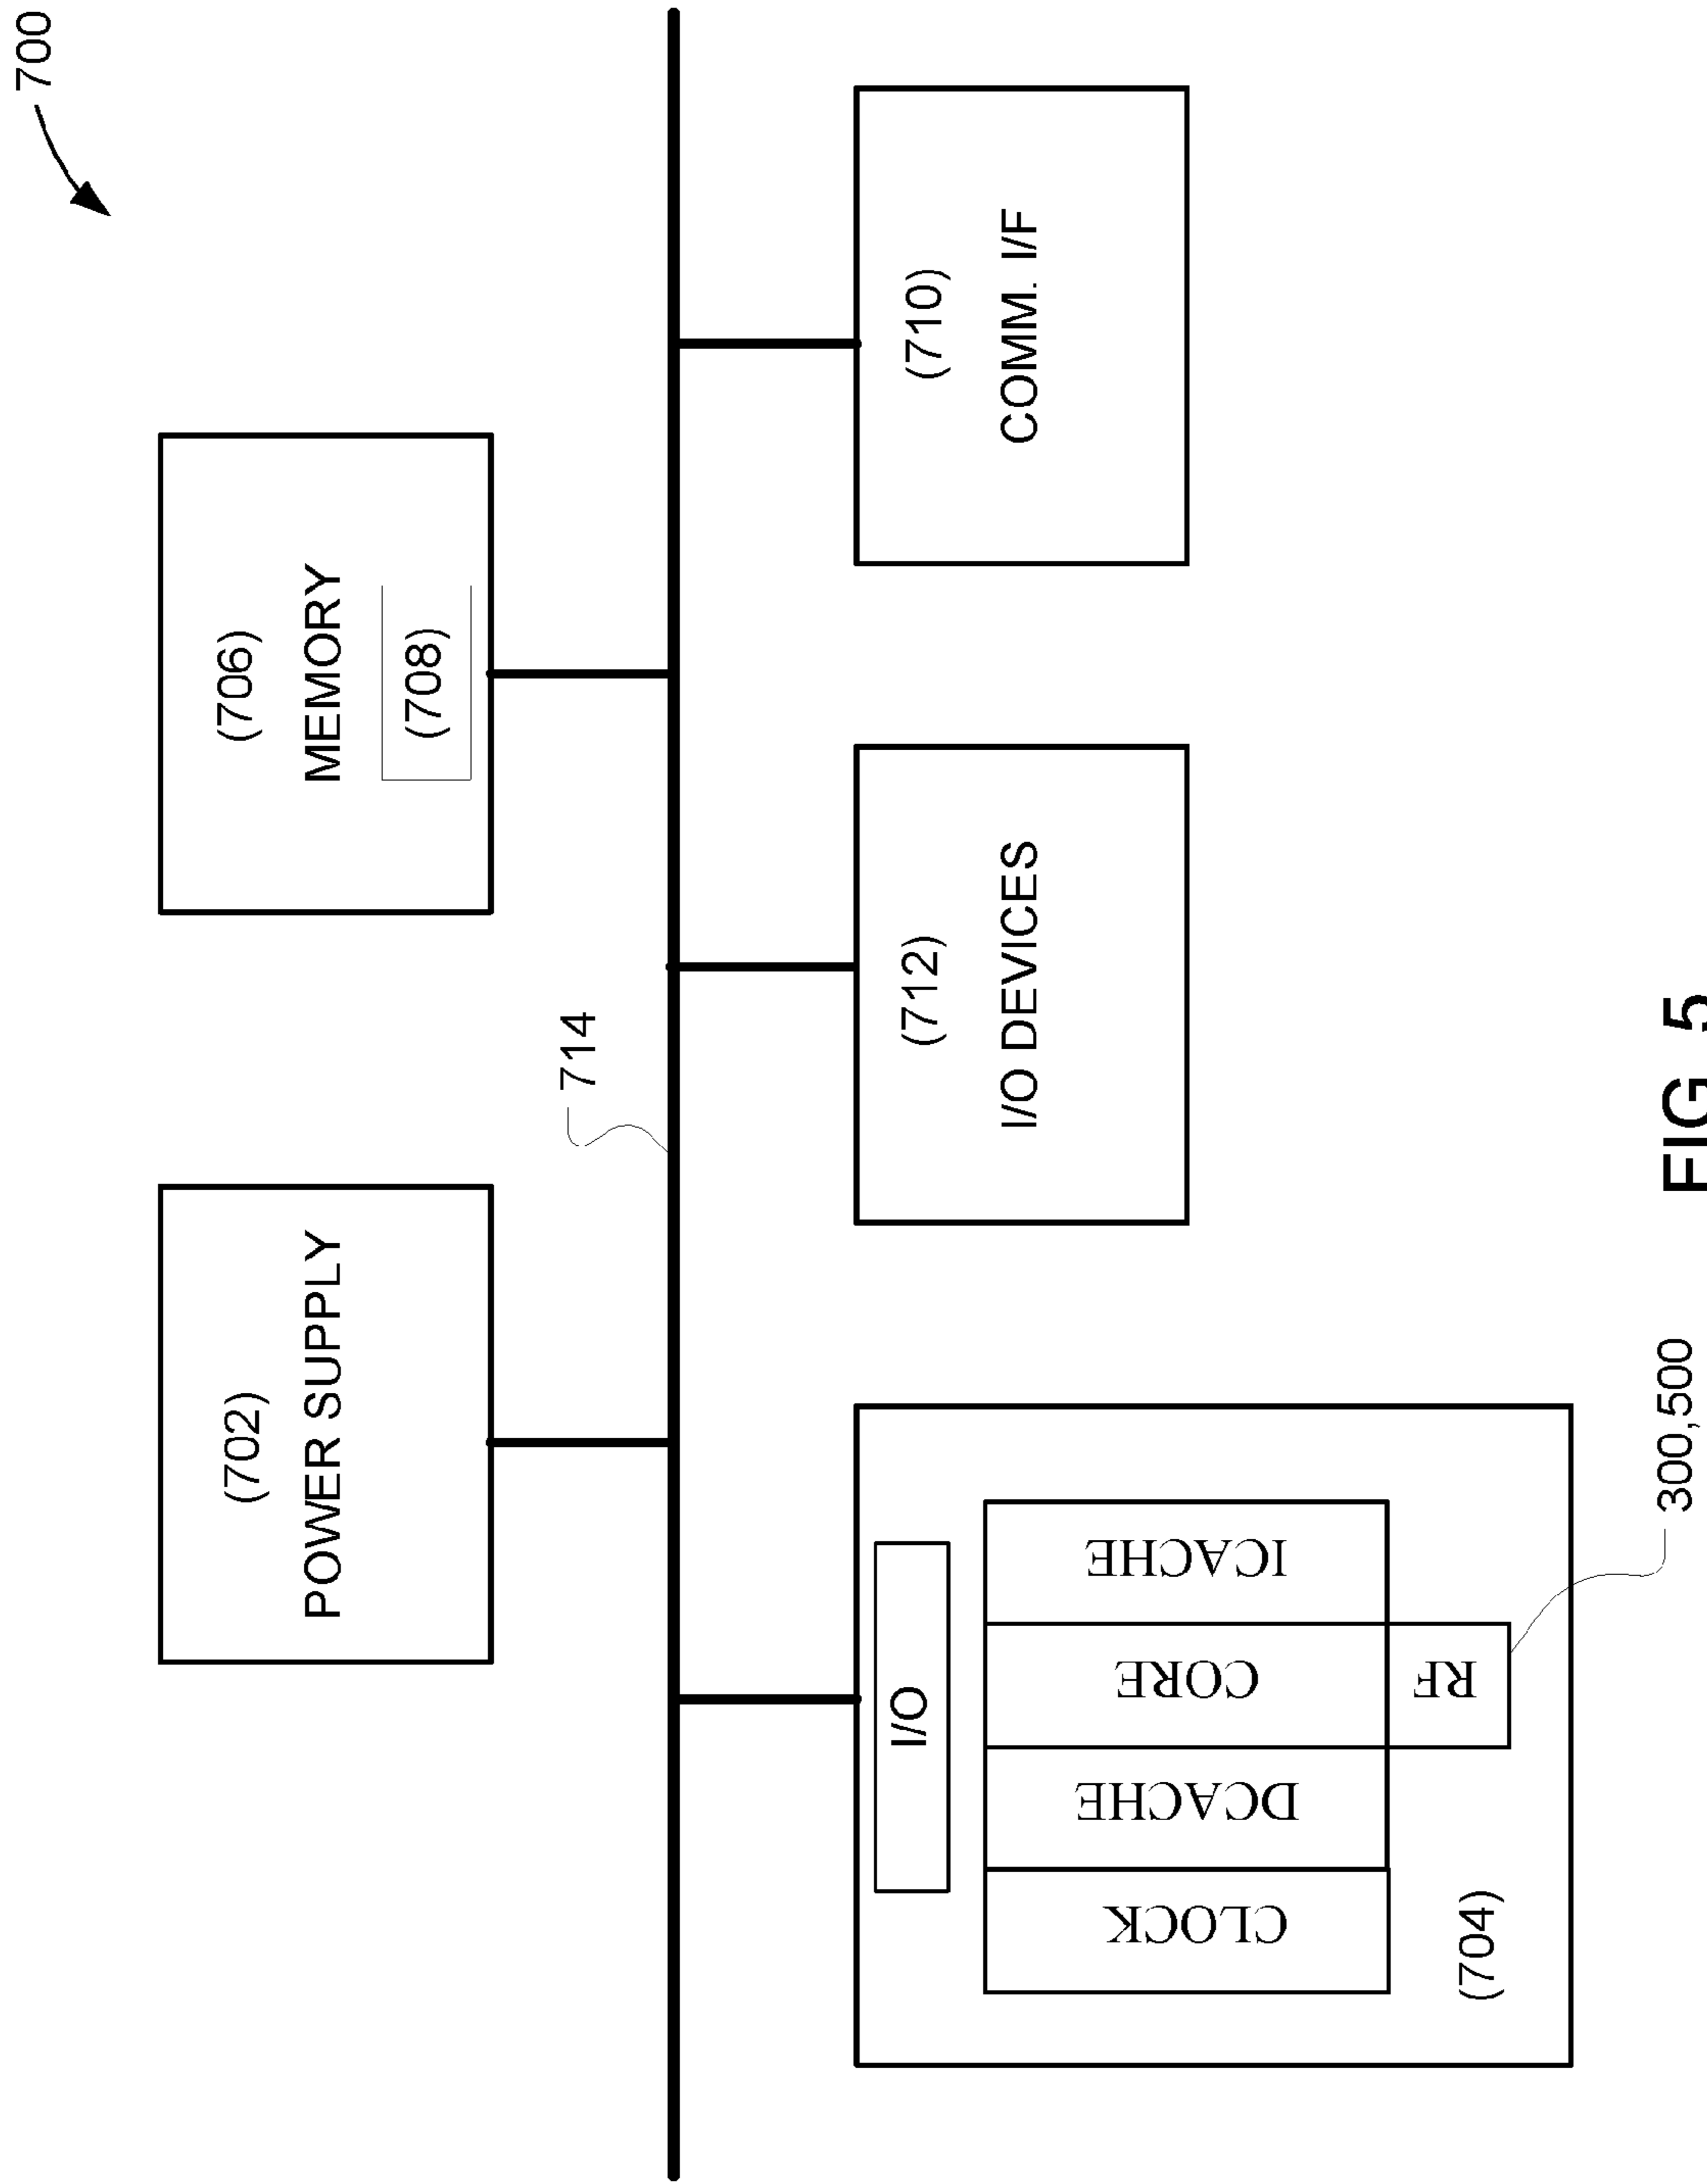 700
(702)
POWER SUPPLY
(706)
MEMORY
(708)
714
I/O
CLOCK
DCACHE
CORE
ICACHE
RF
(704)
300,500
(712)
I/O DEVICES
(710)
COMM. I/F
FIG 5